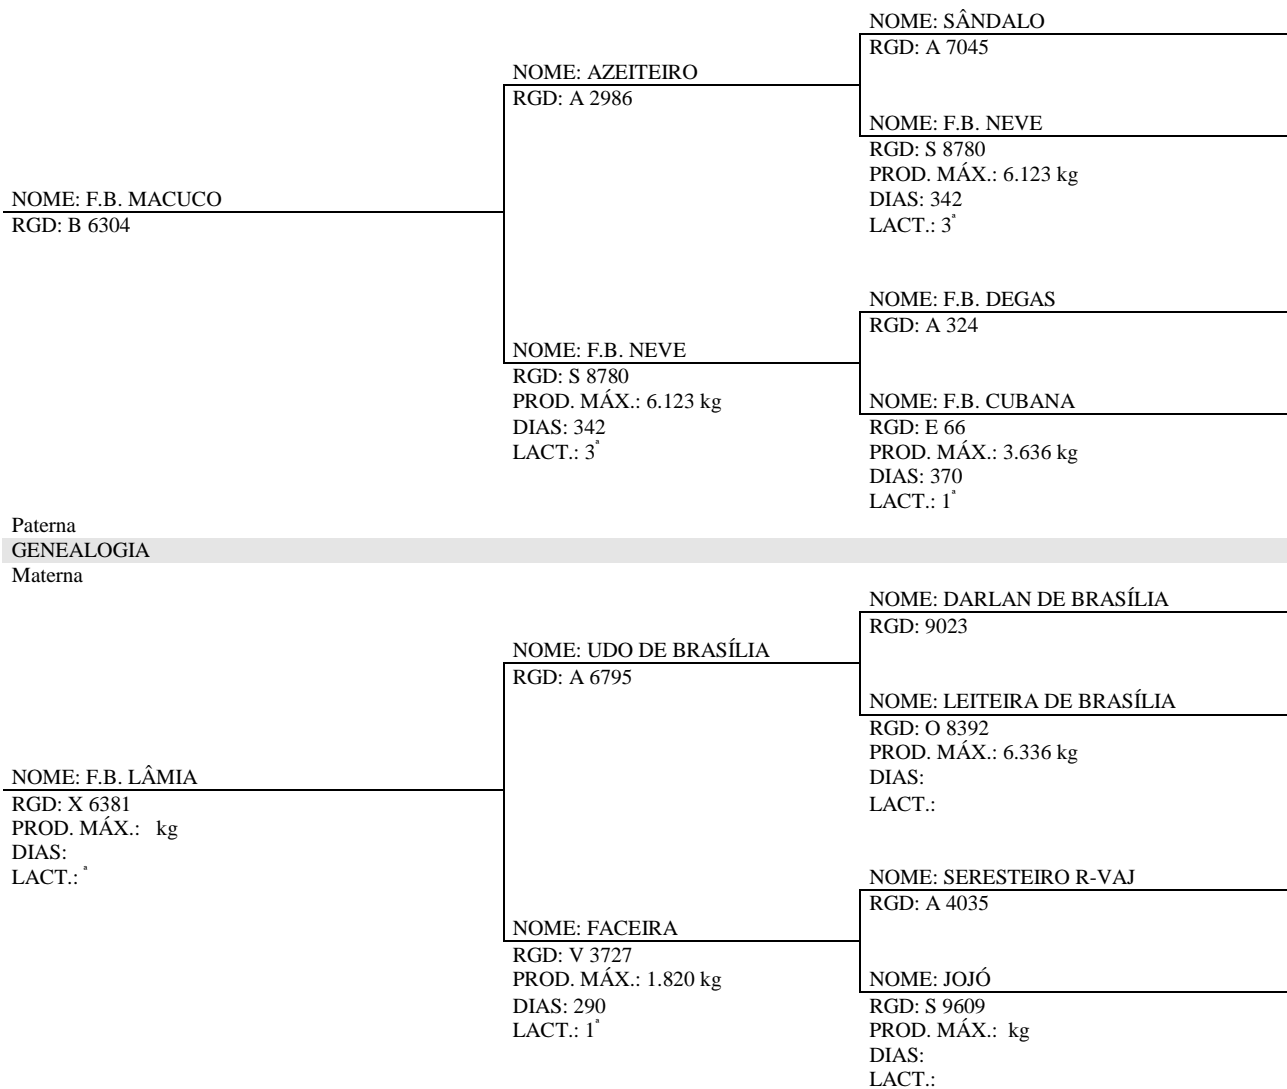 NOME: SÂNDALO
RGD: A 7045
NOME: AZEITEIRO
RGD: A 2986
NOME: F.B. NEVE
RGD: S 8780
PROD. MÁX.: 6.123 kg
DIAS: 342
LACT.: 3ª
NOME: F.B. MACUCO
RGD: B 6304
NOME: F.B. DEGAS
RGD: A 324
NOME: F.B. NEVE
RGD: S 8780
PROD. MÁX.: 6.123 kg
DIAS: 342
LACT.: 3ª
NOME: F.B. CUBANA
RGD: E 66
PROD. MÁX.: 3.636 kg
DIAS: 370
LACT.: 1ª
Paterna
GENEALOGIA
Materna
NOME: DARLAN DE BRASÍLIA
RGD: 9023
NOME: UDO DE BRASÍLIA
RGD: A 6795
NOME: LEITEIRA DE BRASÍLIA
RGD: O 8392
PROD. MÁX.: 6.336 kg
DIAS:
LACT.:
NOME: F.B. LÂMIA
RGD: X 6381
PROD. MÁX.: kg
DIAS:
LACT.: ª
NOME: SERESTEIRO R-VAJ
RGD: A 4035
NOME: FACEIRA
RGD: V 3727
PROD. MÁX.: 1.820 kg
DIAS: 290
LACT.: 1ª
NOME: JOJÓ
RGD: S 9609
PROD. MÁX.: kg
DIAS:
LACT.: